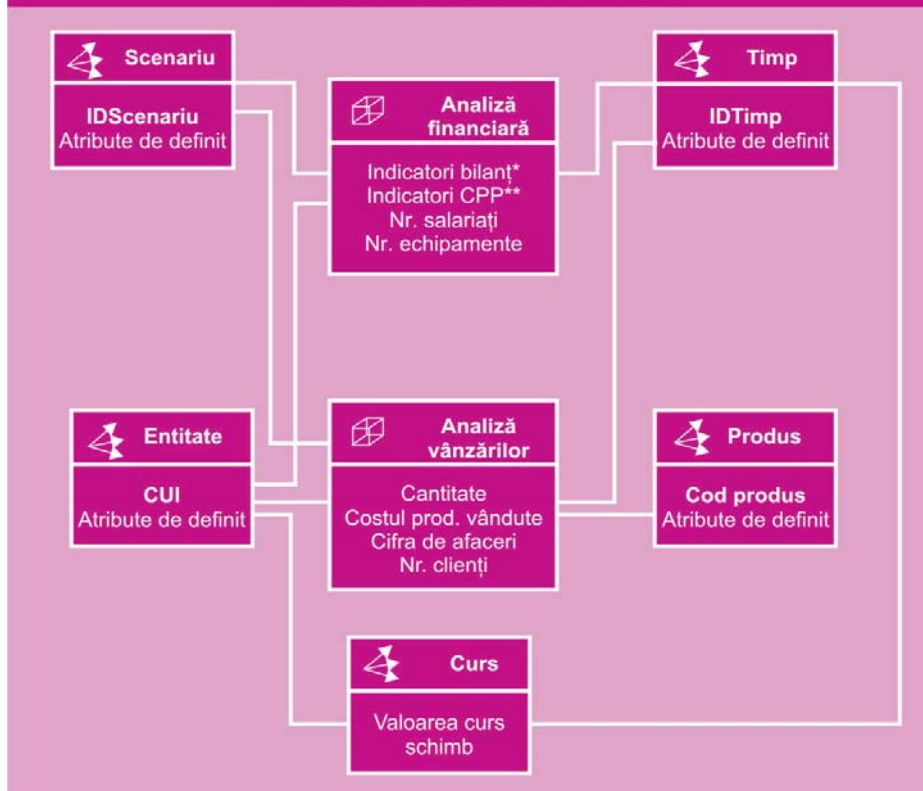 Scenariu
IDScenariu
Atribute de definit
Analiză
financiară
Indicatori bilanț*
Indicatori CPP**
Nr. salariați
Nr. echipamente
Timp
IDTimp
Atribute de definit
Entitate
CUI
Atribute de definit
Analiză
vânzărilor
Cantitate
Costul prod. vândute
Cifra de afaceri
Nr. clienți
Produs
Cod produs
Atribute de definit
Curs
Valoarea curs
schimb